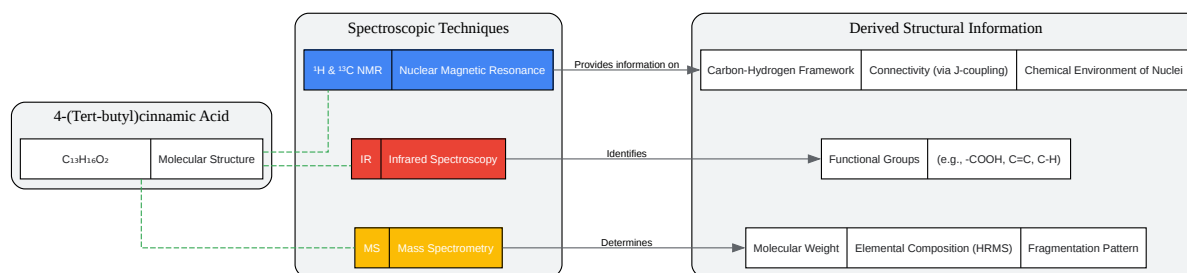 Spectroscopic Techniques
Derived Structural Information
¹H & ¹³C NMR
Nuclear Magnetic Resonance
Provides information on
Carbon-Hydrogen Framework
Connectivity (via J-coupling)
Chemical Environment of Nuclei
4-(Tert-butyl)cinnamic Acid
C₁₃H₁₆O₂
Molecular Structure
IR
Infrared Spectroscopy
Identifies
Functional Groups
(e.g., -COOH, C=C, C-H)
MS
Mass Spectrometry
Determines
Molecular Weight
Elemental Composition (HRMS)
Fragmentation Pattern